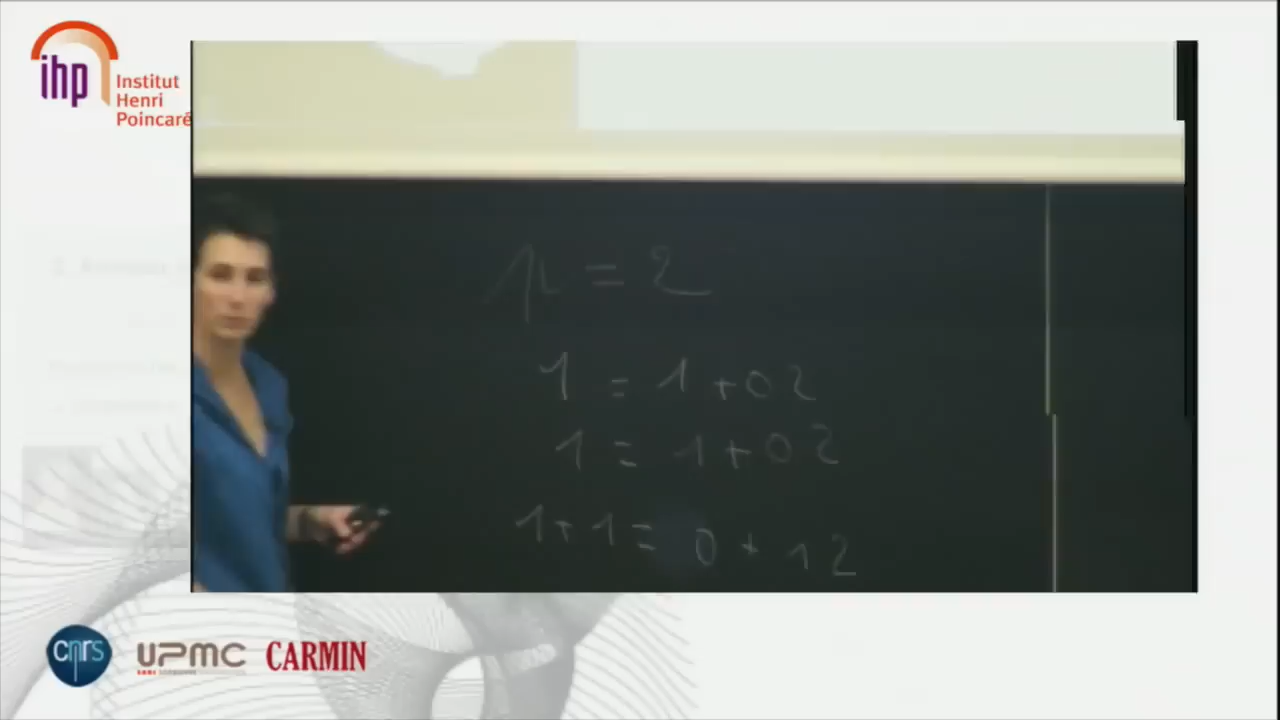 ihp
Institut
Henri
Poincaré
p = 2
1 = 1 + 0 2
1 = 1 + 0 2
1 + 1 = 0 + 1 2
cnrs
UPMC
CARMIN